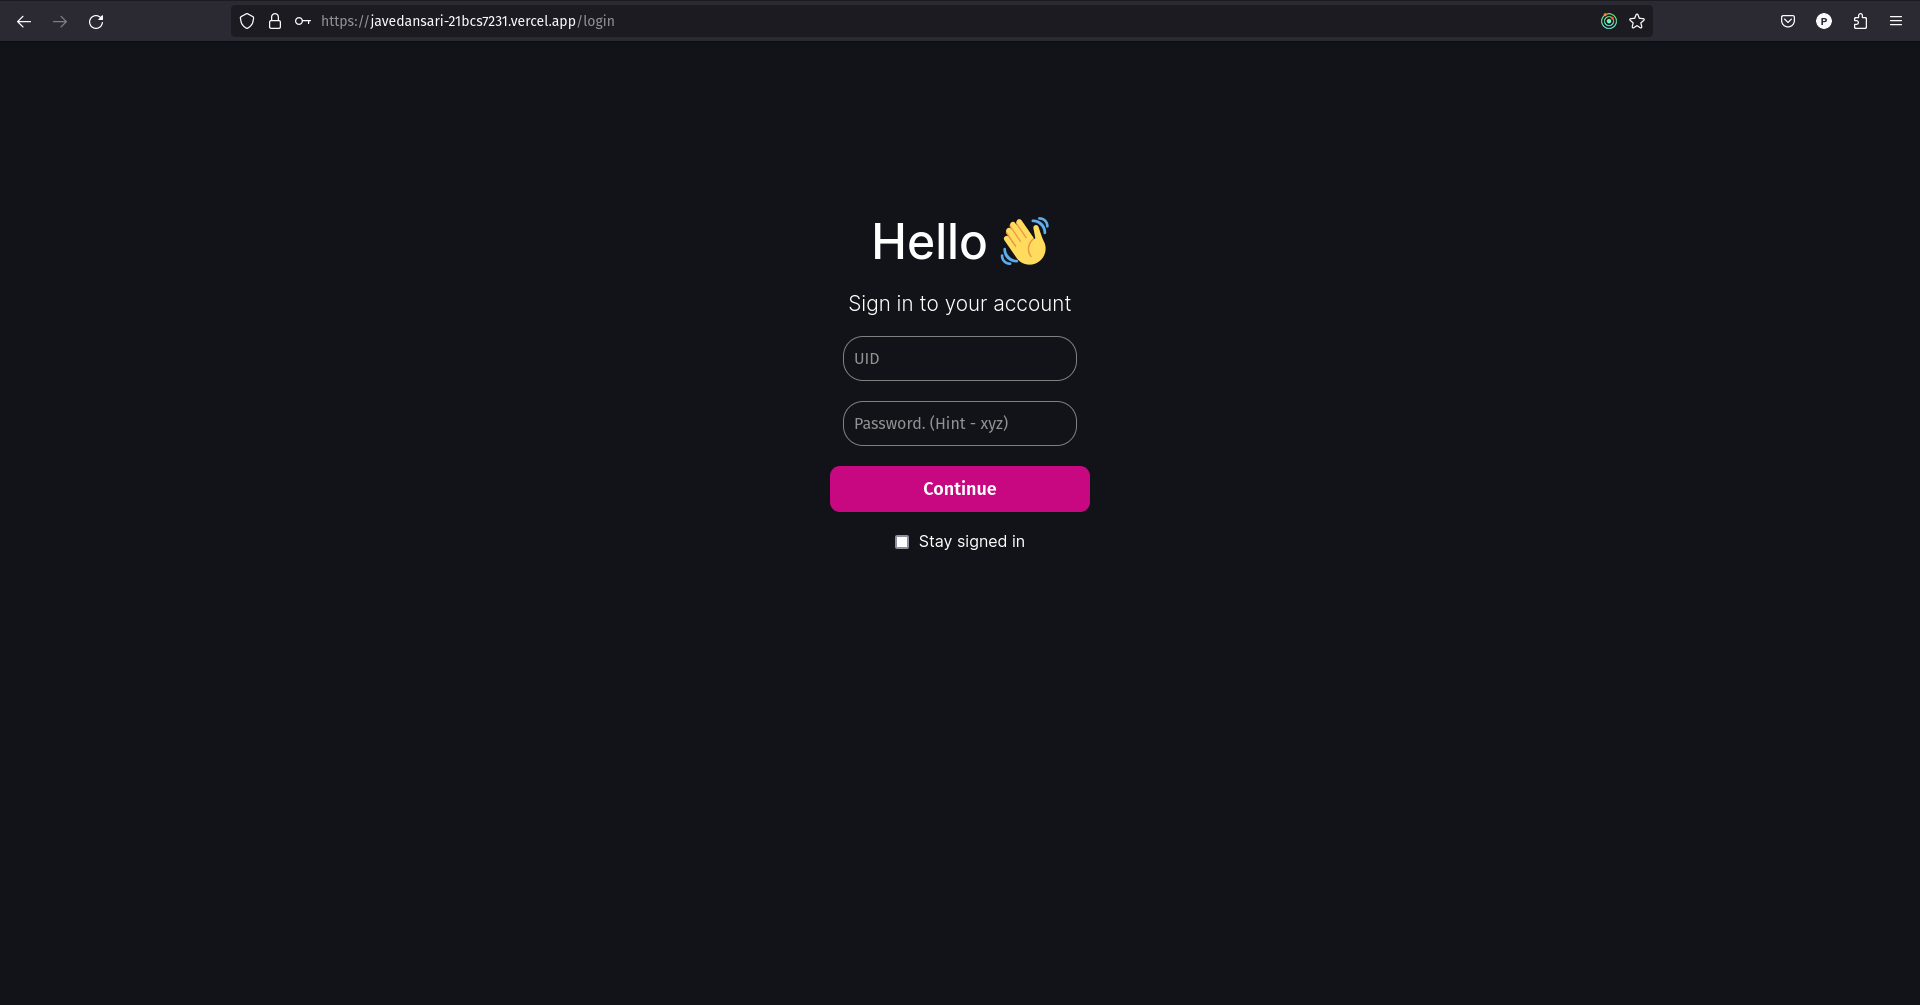 https://javedansari-21bcs7231.vercel.app/login
P
Hello 👋
Sign in to your account
UID
Password. (Hint - xyz)
Continue
Stay signed in